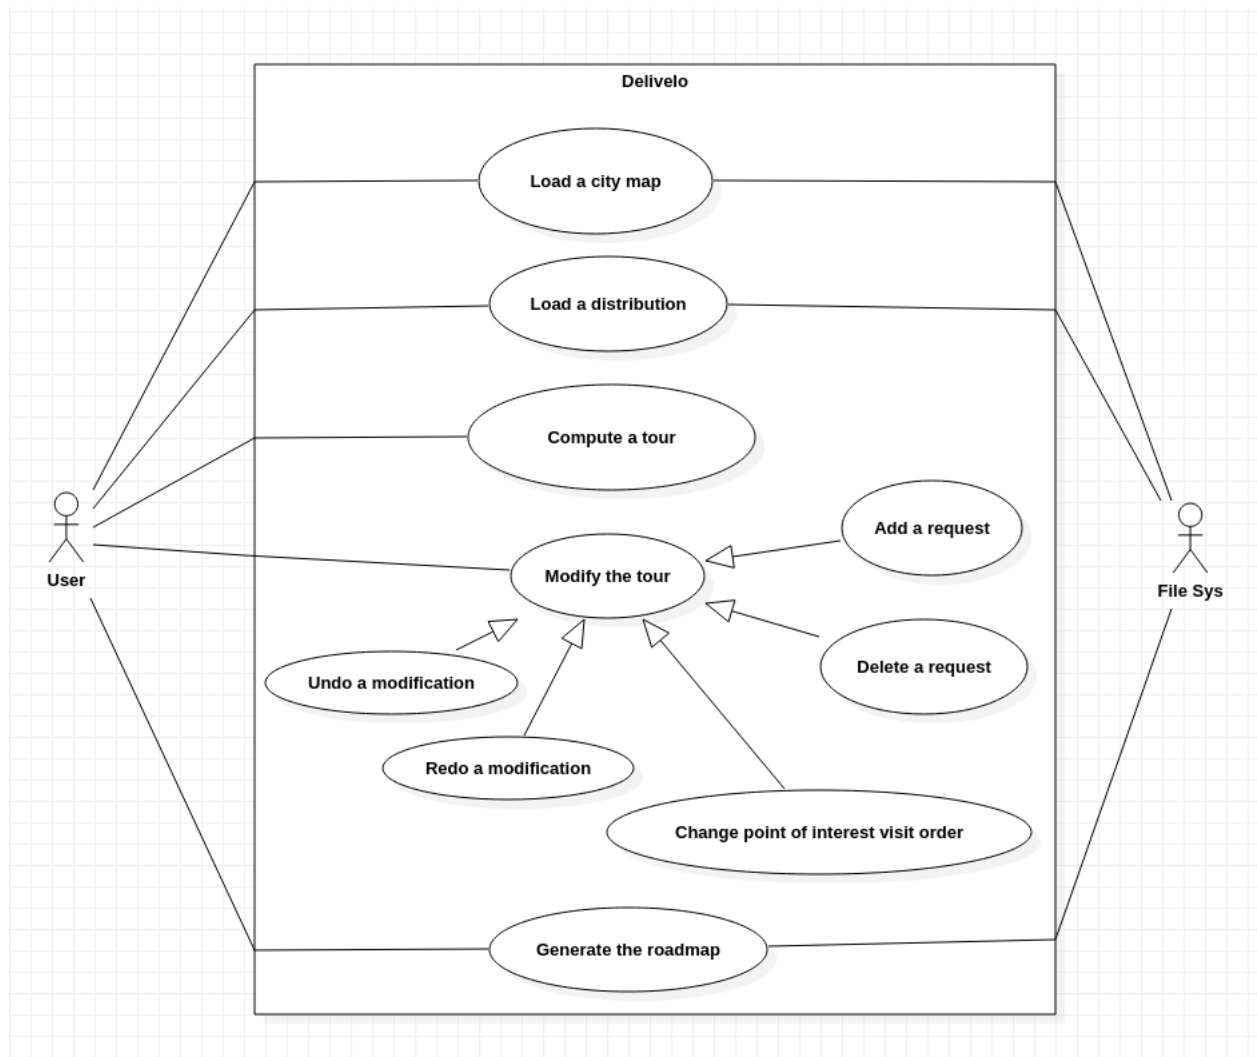 Delivelo
Load a city map
Load a distribution
Compute a tour
Add a request
User
Modify the tour
File Sys
Delete a request
Undo a modification
Redo a modification
Change point of interest visit order
Generate the roadmap